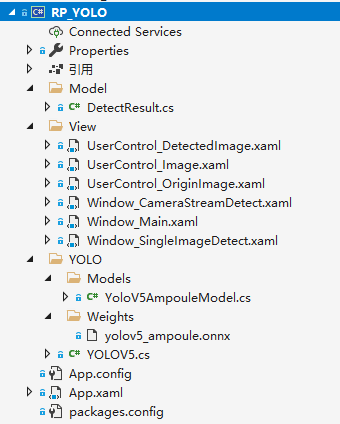 C# RP_YOLO
Connected Services
Properties
引用
Model
C# DetectResult.cs
View
UserControl_DetectedImage.xaml
UserControl_Image.xaml
UserControl_OriginImage.xaml
Window_CameraStreamDetect.xaml
Window_Main.xaml
Window_SingleImageDetect.xaml
YOLO
Models
C# YoloV5AmpouleModel.cs
Weights
yolov5_ampoule.onnx
C# YOLOV5.cs
App.config
App.xaml
packages.config